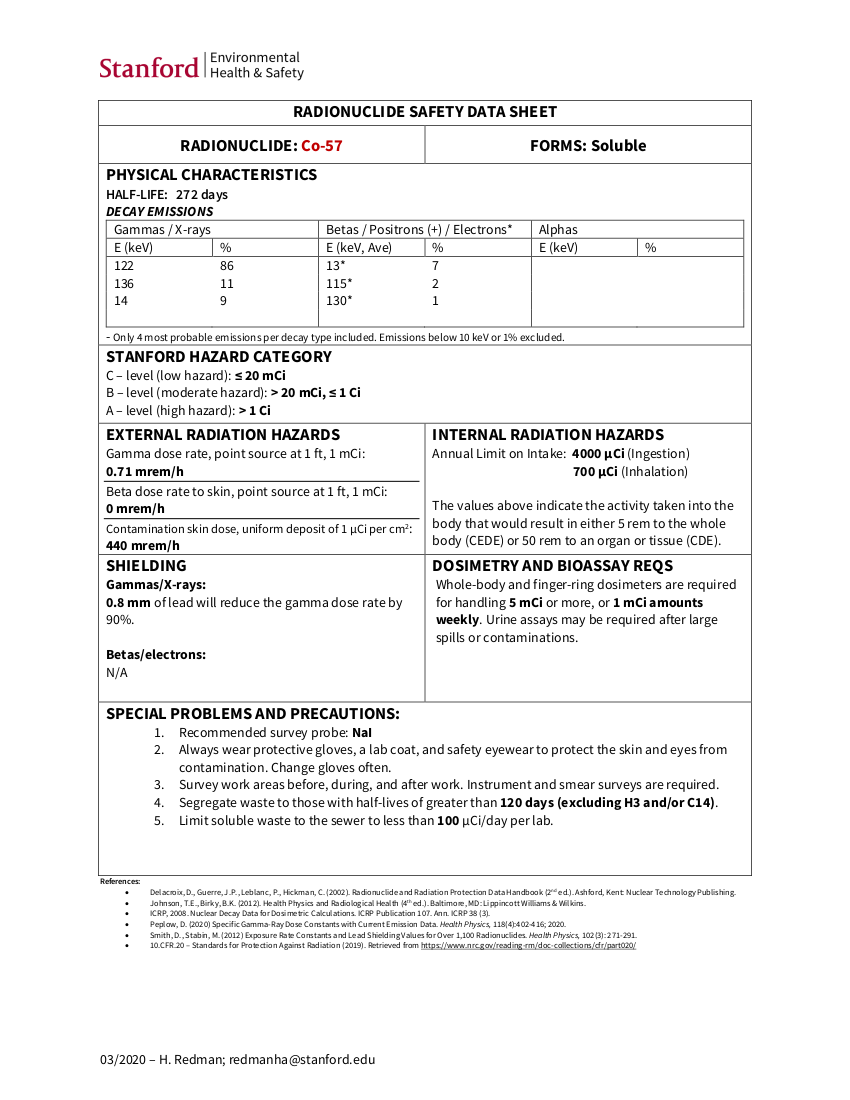 Stanford
Environmental
Health & Safety
RADIONUCLIDE SAFETY DATA SHEET
RADIONUCLIDE: Co-57
FORMS: Soluble
PHYSICAL CHARACTERISTICS
HALF-LIFE: 272 days
DECAY EMISSIONS
Gammas / X-rays Betas / Positrons (+) / Electrons* Alphas
E (keV) % E (keV, Ave) % E (keV) %
122 86 13* 7
136 11 115* 2
14 9 130* 1
- Only 4 most probable emissions per decay type included. Emissions below 10 keV or 1% excluded.
STANFORD HAZARD CATEGORY
C – level (low hazard): ≤ 20 mCi
B – level (moderate hazard): > 20 mCi, ≤ 1 Ci
A – level (high hazard): > 1 Ci
EXTERNAL RADIATION HAZARDS
Gamma dose rate, point source at 1 ft, 1 mCi:
0.71 mrem/h
Beta dose rate to skin, point source at 1 ft, 1 mCi:
0 mrem/h
Contamination skin dose, uniform deposit of 1 µCi per cm²:
440 mrem/h
INTERNAL RADIATION HAZARDS
Annual Limit on Intake: 4000 µCi (Ingestion)
700 µCi (Inhalation)
The values above indicate the activity taken into the
body that would result in either 5 rem to the whole
body (CEDE) or 50 rem to an organ or tissue (CDE).
SHIELDING
Gammas/X-rays:
0.8 mm of lead will reduce the gamma dose rate by
90%.
Betas/electrons:
N/A
DOSIMETRY AND BIOASSAY REQS
Whole-body and finger-ring dosimeters are required
for handling 5 mCi or more, or 1 mCi amounts
weekly. Urine assays may be required after large
spills or contaminations.
SPECIAL PROBLEMS AND PRECAUTIONS:
1. Recommended survey probe: NaI
2. Always wear protective gloves, a lab coat, and safety eyewear to protect the skin and eyes from
contamination. Change gloves often.
3. Survey work areas before, during, and after work. Instrument and smear surveys are required.
4. Segregate waste to those with half-lives of greater than 120 days (excluding H3 and/or C14).
5. Limit soluble waste to the sewer to less than 100 µCi/day per lab.
References:
• Delacroix, D., Guerre, J.P., Leblanc, P., Hickman, C. (2002). Radionuclide and Radiation Protection Data Handbook (2nd ed.). Ashford, Kent: Nuclear Technology Publishing.
• Johnson, T.E., Birky, B.K. (2012). Health Physics and Radiological Health (4th ed.). Baltimore, MD: Lippincott Williams & Wilkins.
• ICRP, 2008. Nuclear Decay Data for Dosimetric Calculations. ICRP Publication 107. Ann. ICRP 38 (3).
• Peplow, D. (2020) Specific Gamma-Ray Dose Constants with Current Emission Data. Health Physics, 118(4):402-416; 2020.
• Smith, D., Stabin, M. (2012) Exposure Rate Constants and Lead Shielding Values for Over 1,100 Radionuclides. Health Physics, 102(3): 271-291.
• 10.CFR.20 – Standards for Protection Against Radiation (2019). Retrieved from https://www.nrc.gov/reading-rm/doc-collections/cfr/part020/
03/2020 – H. Redman; redmanha@stanford.edu